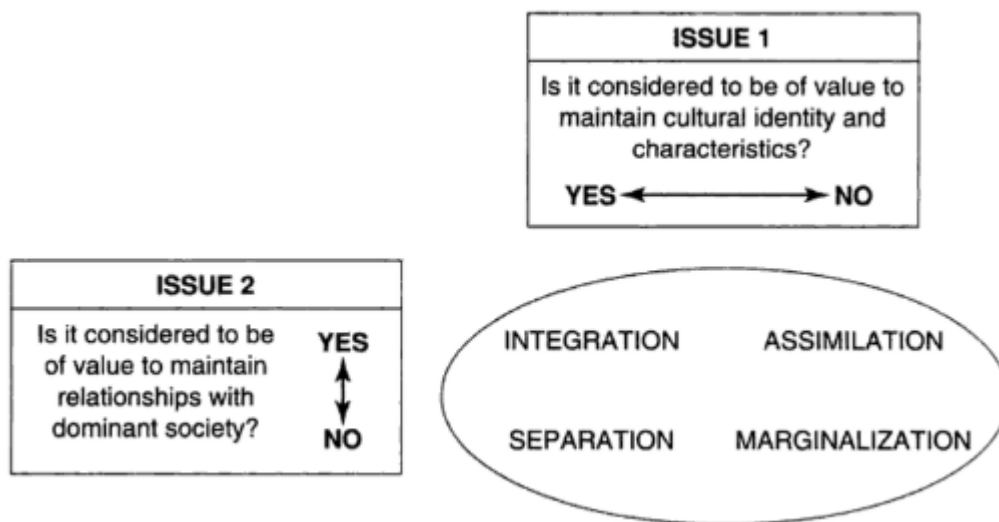 ISSUE 1
Is it considered to be of value to
maintain cultural identity and
characteristics?
YES NO
ISSUE 2
Is it considered to be
of value to maintain
relationships with
dominant society?
YES
NO
INTEGRATION ASSIMILATION
SEPARATION MARGINALIZATION